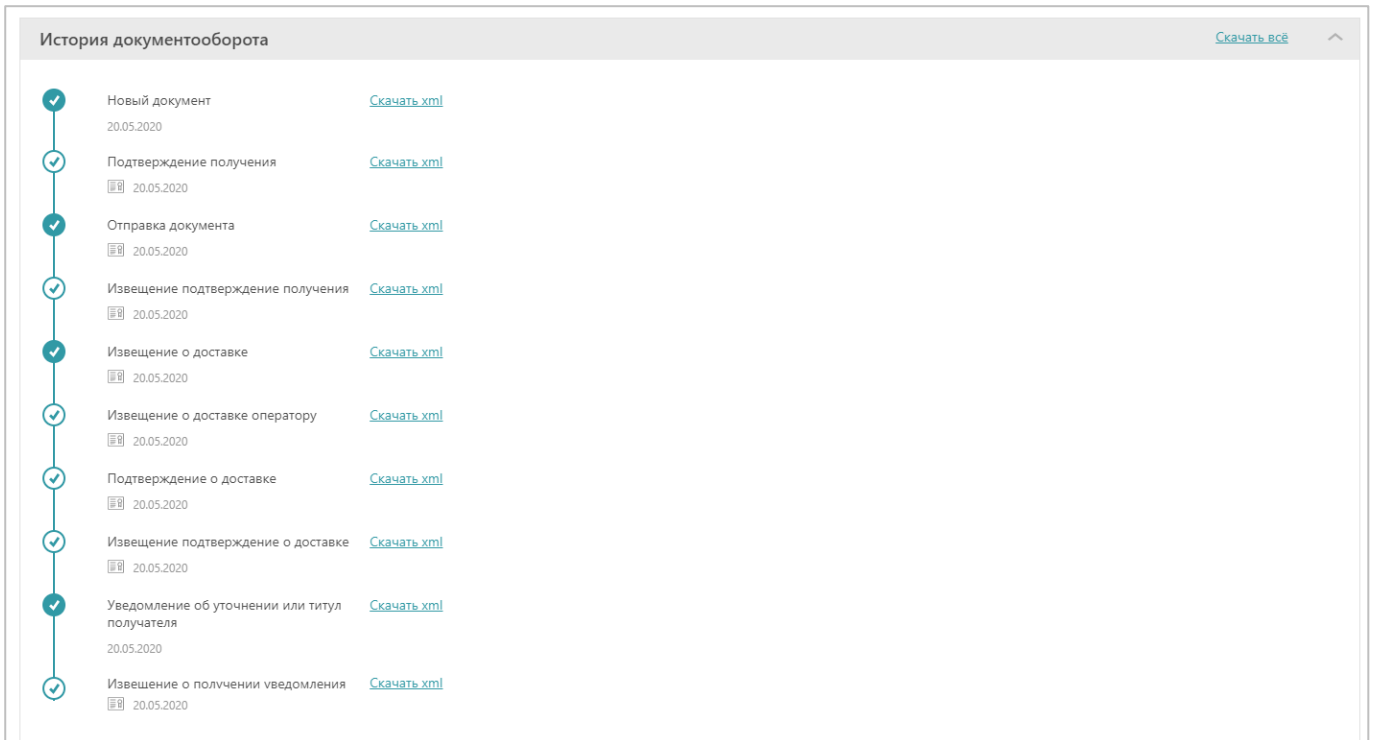 История документооборота
Скачать всё
Новый документ
Скачать xml
20.05.2020
Подтверждение получения
Скачать xml
20.05.2020
Отправка документа
Скачать xml
20.05.2020
Извещение подтверждение получения
Скачать xml
20.05.2020
Извещение о доставке
Скачать xml
20.05.2020
Извещение о доставке оператору
Скачать xml
20.05.2020
Подтверждение о доставке
Скачать xml
20.05.2020
Извещение подтверждение о доставке
Скачать xml
20.05.2020
Уведомление об уточнении или титул
Скачать xml
получателя
20.05.2020
Извещение о получении уведомления
Скачать xml
20.05.2020